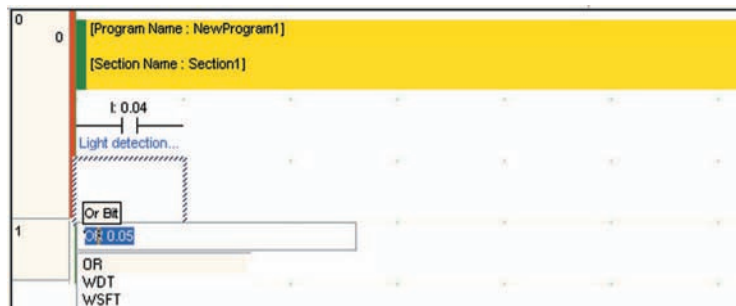 0
0
[Program Name : NewProgram1]
[Section Name : Section1]
I: 0.04
Light detection...
Or Bit
1
OR 0.05
OR
WDT
WSFT